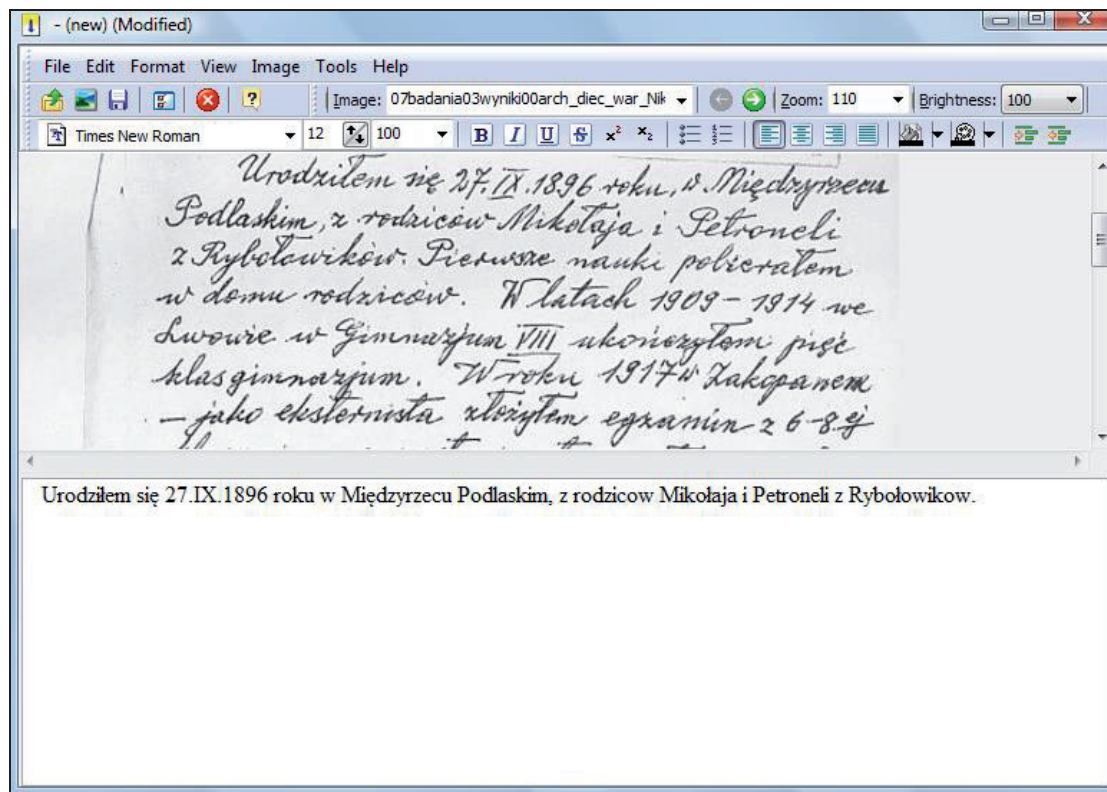 - (new) (Modified)
File Edit Format View Image Tools Help
Image: 07badania03wyniki00arch_diec_war_Nik Zoom: 110 Brightness: 100
Times New Roman 12 100 B I U S x² x₂
Urodziłem się 27.IX.1896 roku, w Międzyrzecu
Podlaskim, z rodziców Mikołaja i Petroneli
z Rybołowików. Pierwsze nauki pobierałem
w domu rodziców. W latach 1909 – 1914 we
Lwowie w Gimnazjum VIII ukończyłem pięć
klas gimnazjum. W roku 1917 w Zakopanem
– jako eksternista złożyłem egzamin z 6-8 ej
Urodziłem się 27.IX.1896 roku w Międzyrzecu Podlaskim, z rodzicow Mikołaja i Petroneli z Rybołowikow.